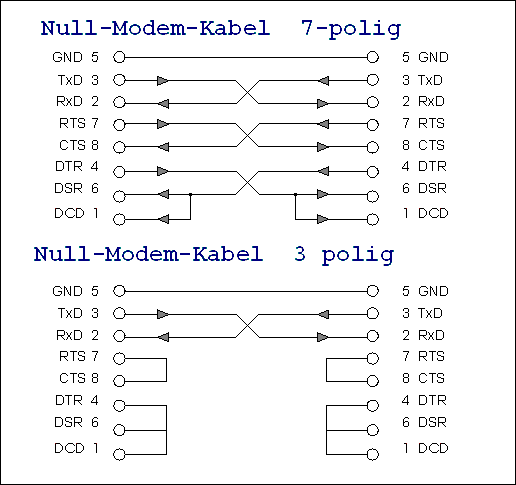 Null-Modem-Kabel 7-polig
GND 5 5 GND
TxD 3 3 TxD
RxD 2 2 RxD
RTS 7 7 RTS
CTS 8 8 CTS
DTR 4 4 DTR
DSR 6 6 DSR
DCD 1 1 DCD
Null-Modem-Kabel 3 polig
GND 5 5 GND
TxD 3 3 TxD
RxD 2 2 RxD
RTS 7 7 RTS
CTS 8 8 CTS
DTR 4 4 DTR
DSR 6 6 DSR
DCD 1 1 DCD